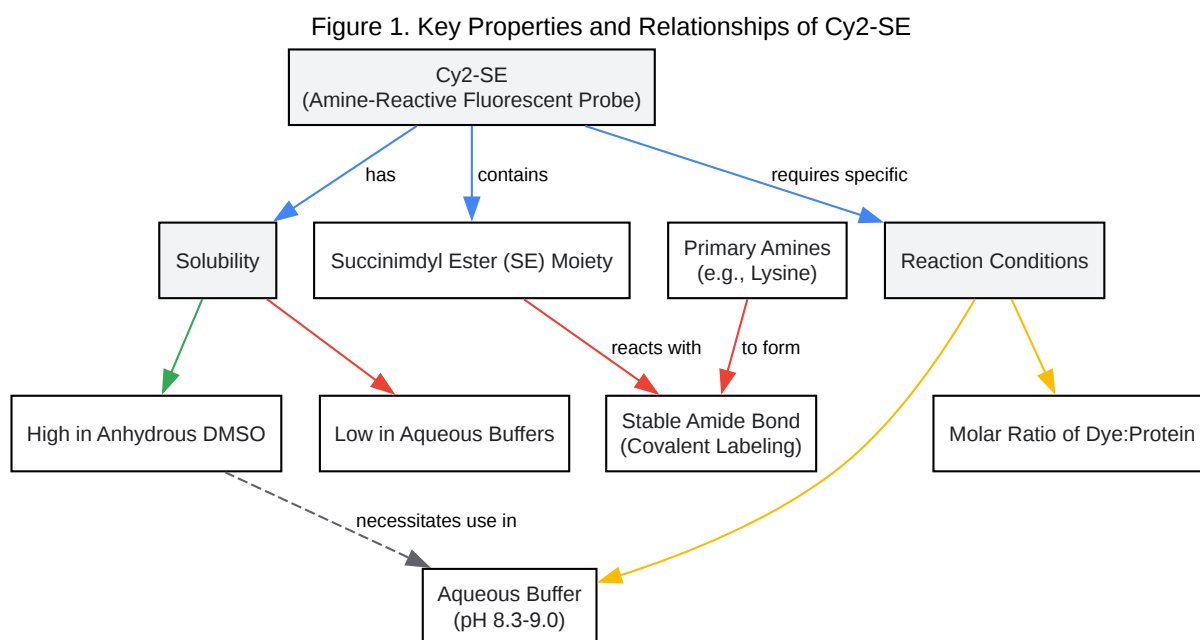 Figure 1. Key Properties and Relationships of Cy2-SE
Cy2-SE
(Amine-Reactive Fluorescent Probe)
has
contains
requires specific
Solubility
Succinimdyl Ester (SE) Moiety
Primary Amines
(e.g., Lysine)
Reaction Conditions
reacts with
to form
High in Anhydrous DMSO
Low in Aqueous Buffers
Stable Amide Bond
(Covalent Labeling)
Molar Ratio of Dye:Protein
necessitates use in
Aqueous Buffer
(pH 8.3-9.0)